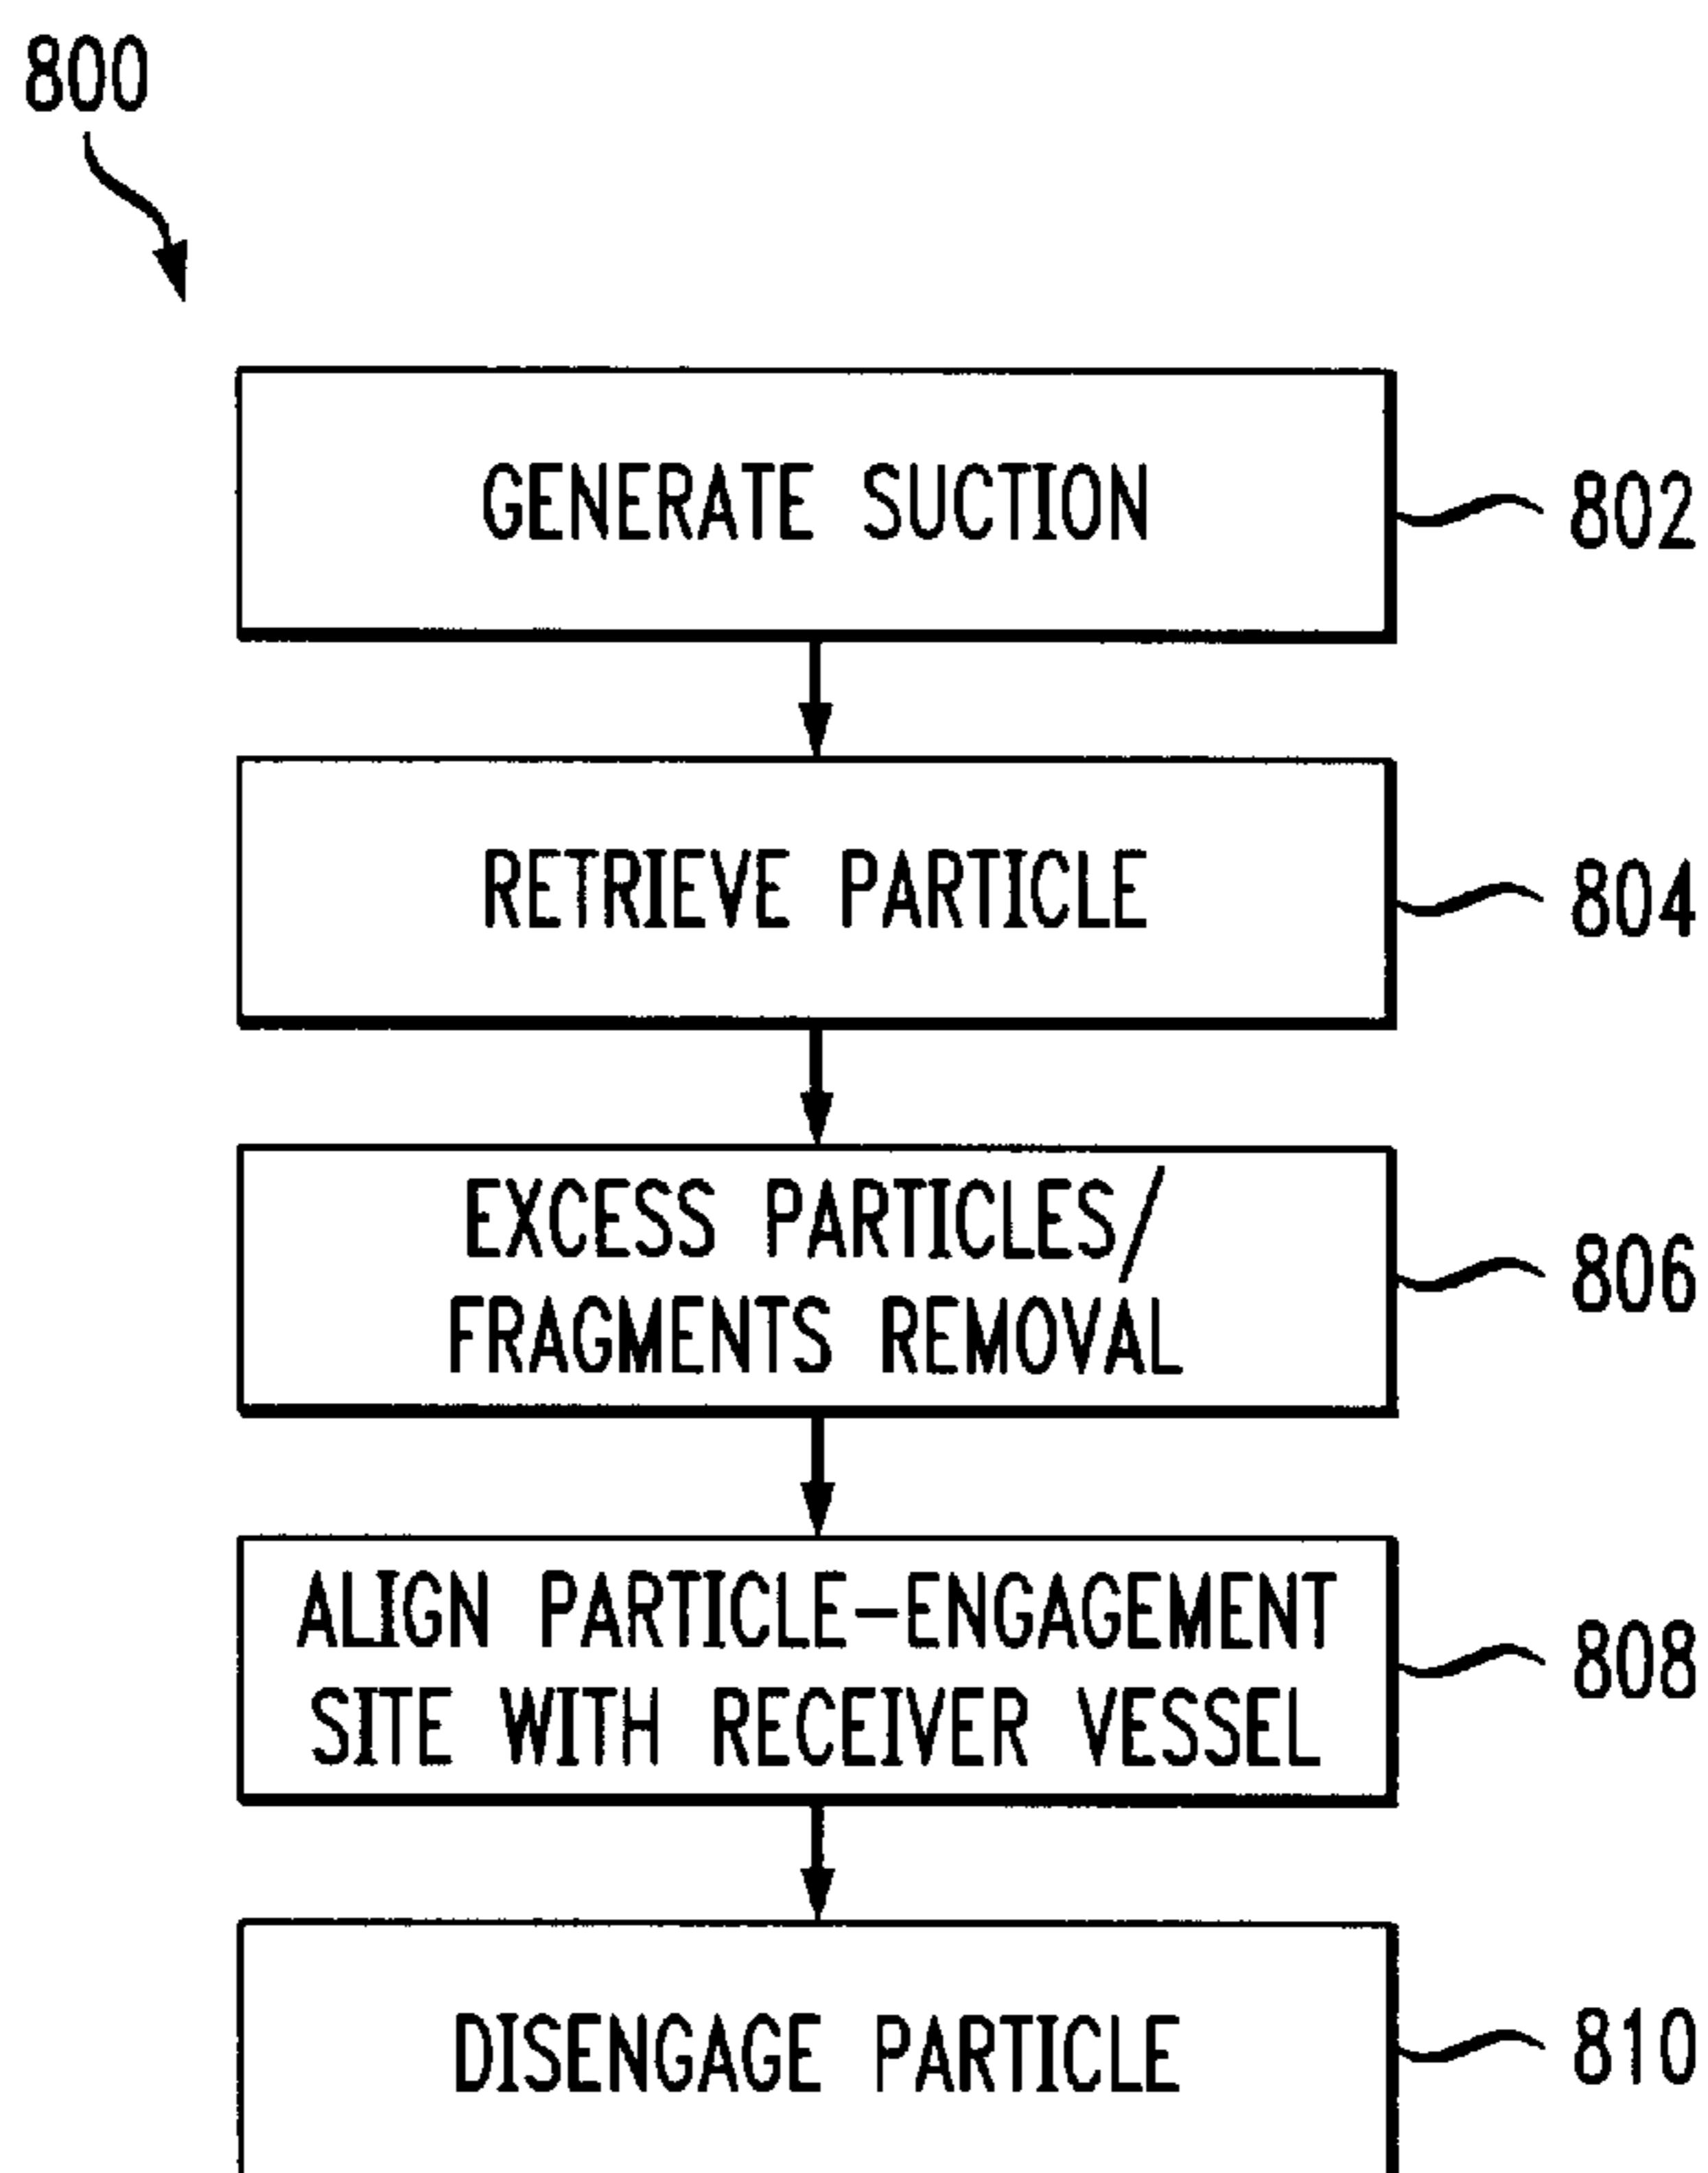 800
GENERATE SUCTION
802
RETRIEVE PARTICLE
804
EXCESS PARTICLES/
FRAGMENTS REMOVAL
806
ALIGN PARTICLE-ENGAGEMENT
SITE WITH RECEIVER VESSEL
808
DISENGAGE PARTICLE
810